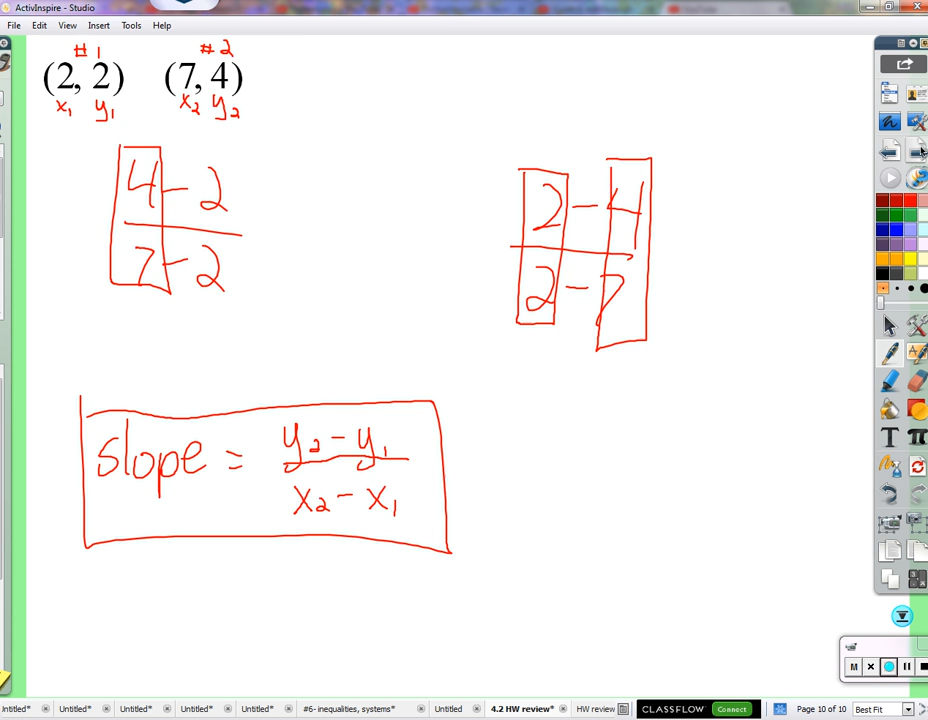 ActivInspire - Studio
File Edit View Insert Tools Help
# 1 # 2
(2, 2) (7, 4)
x₁ y₁ x₂ y₂
4 - 2
7 - 2
2 - 4
2 - 7
slope = y₂ - y₁
x₂ - x₁
M
Untitled* Untitled* Untitled* Untitled* Untitled* #6- inequalities, systems* Untitled 4.2 HW review* HW review CLASSFLOW Connect Page 10 of 10 Best Fit